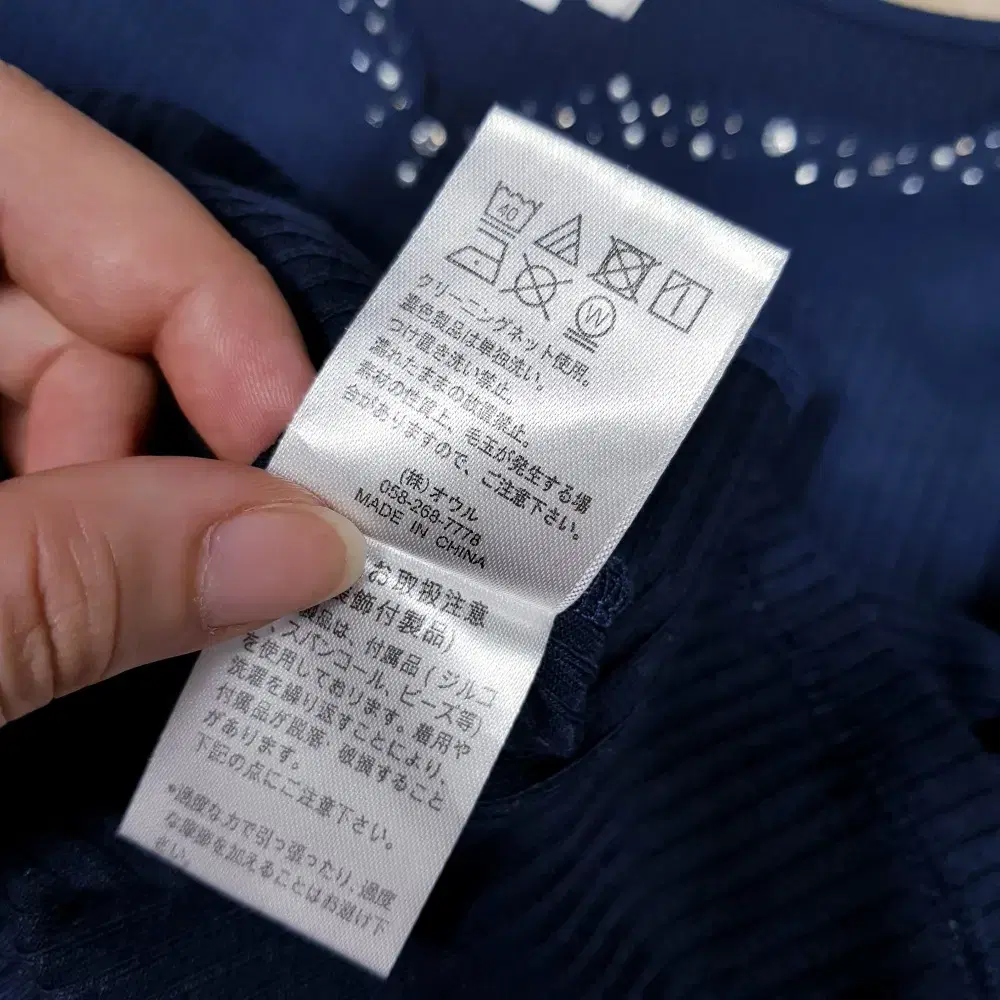 40
W
クリーニングネット使用。
濃色製品は単独洗い。
つけ置き洗い禁止。
濡れたままの放置禁止。
素材の性質上、毛玉が発生する場
合がありますので、ご注意下さい。
(株)オウル
058-268-7778
MADE IN CHINA
お取扱注意
装飾付製品)
製品は、付属品(シルコ
、スパンコール、ビーズ等)
を使用しております。着用や
洗濯を繰り返すことにより、
付属品が脱落、破損すること
があります。
下記の点にご注意下さい。
*過度な力で引っ張ったり、過度
な摩擦を加えることはお避け下
さい。